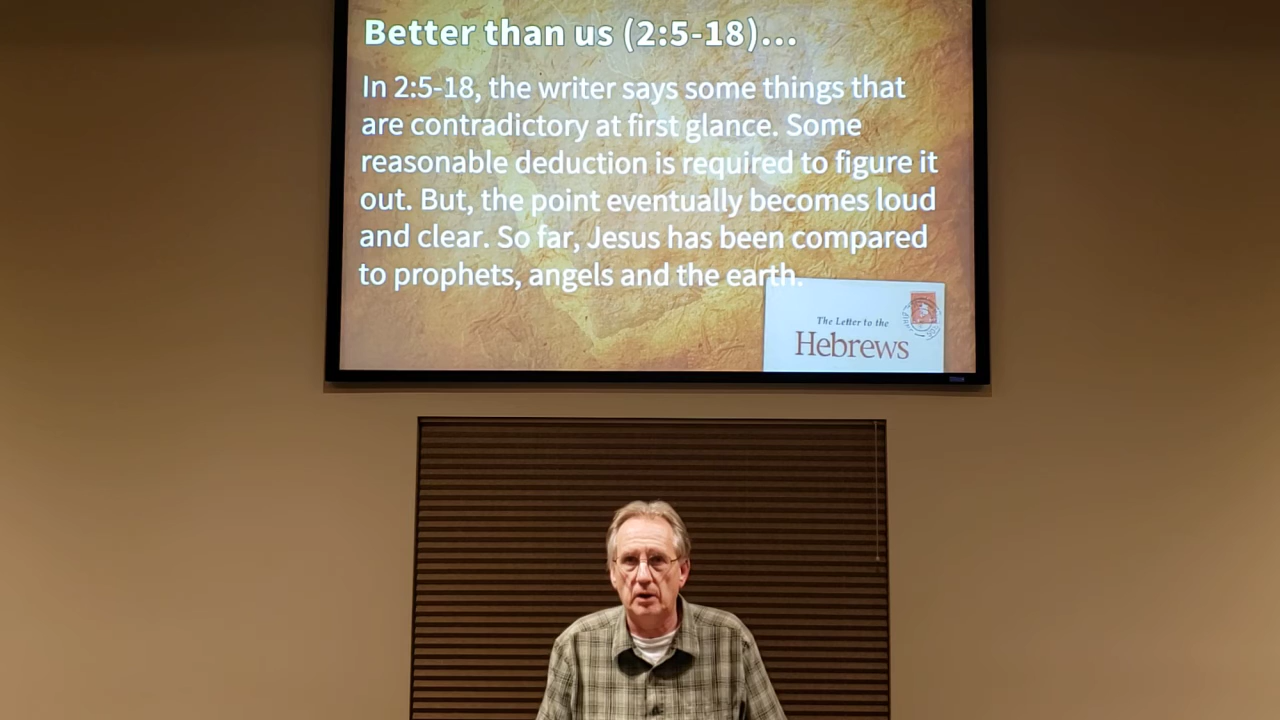 Better than us (2:5-18)...
In 2:5-18, the writer says some things that
are contradictory at first glance. Some
reasonable deduction is required to figure it
out. But, the point eventually becomes loud
and clear. So far, Jesus has been compared
to prophets, angels and the earth.
The Letter to the
Hebrews